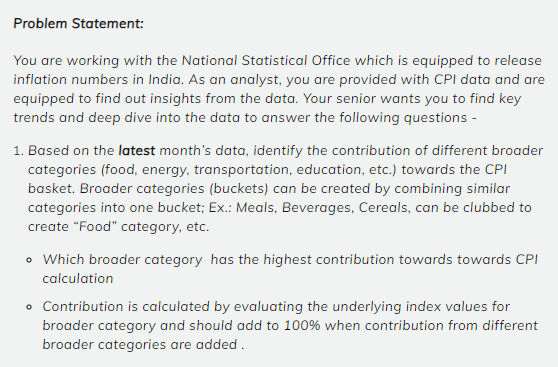 Problem Statement:
You are working with the National Statistical Office which is equipped to release
inflation numbers in India. As an analyst, you are provided with CPI data and are
equipped to find out insights from the data. Your senior wants you to find key
trends and deep dive into the data to answer the following questions -
1. Based on the latest month's data, identify the contribution of different broader
categories (food, energy, transportation, education, etc.) towards the CPI
basket. Broader categories (buckets) can be created by combining similar
categories into one bucket; Ex.: Meals, Beverages, Cereals, can be clubbed to
create "Food" category, etc.
Which broader category has the highest contribution towards towards CPI
calculation
Contribution is calculated by evaluating the underlying index values for
broader category and should add to 100% when contribution from different
broader categories are added .